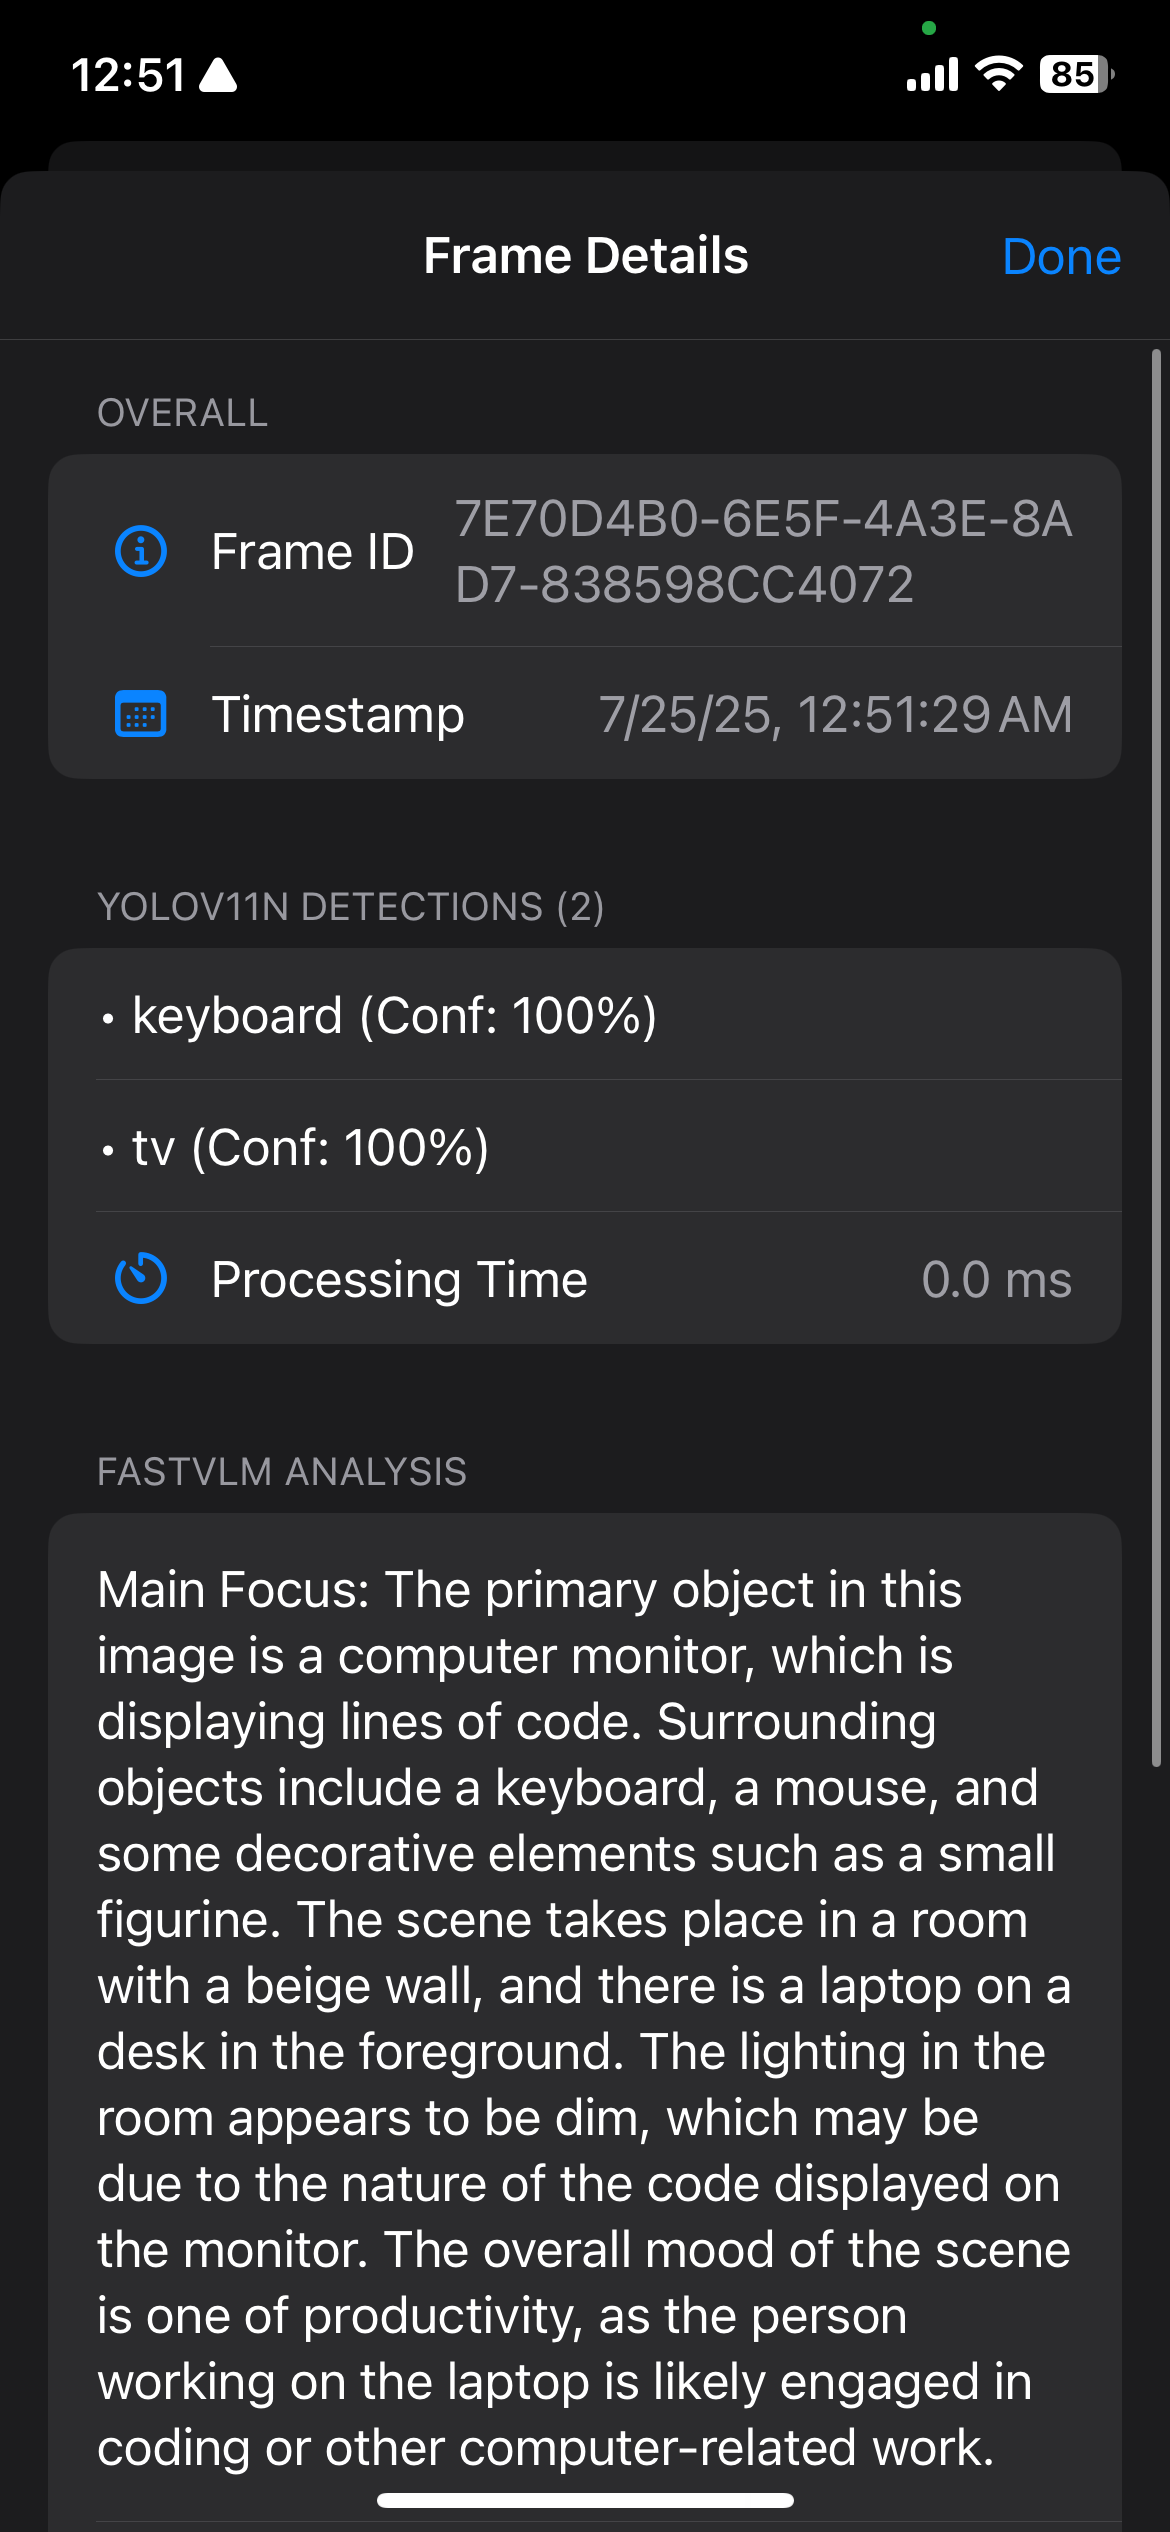 12:51
85
Frame Details
Done
OVERALL
Frame ID
7E70D4B0-6E5F-4A3E-8A
D7-838598CC4072
Timestamp
7/25/25, 12:51:29 AM
YOLOV11N DETECTIONS (2)
• keyboard (Conf: 100%)
• tv (Conf: 100%)
Processing Time
0.0 ms
FASTVLM ANALYSIS
Main Focus: The primary object in this
image is a computer monitor, which is
displaying lines of code. Surrounding
objects include a keyboard, a mouse, and
some decorative elements such as a small
figurine. The scene takes place in a room
with a beige wall, and there is a laptop on a
desk in the foreground. The lighting in the
room appears to be dim, which may be
due to the nature of the code displayed on
the monitor. The overall mood of the scene
is one of productivity, as the person
working on the laptop is likely engaged in
coding or other computer-related work.